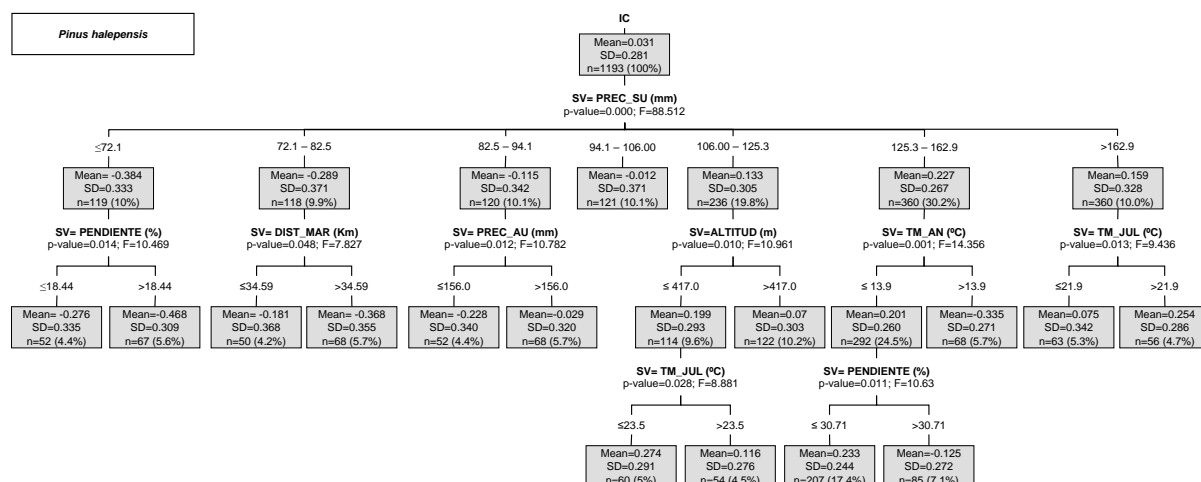 Pinus halepensis
IC
Mean=0.031
SD=0.281
n=1193 (100%)
SV= PREC_SU (mm)
p-value=0.000; F=88.512
≤72.1
72.1 – 82.5
82.5 – 94.1
94.1 – 106.00
106.00 – 125.3
125.3 – 162.9
>162.9
Mean= -0.384
SD=0.333
n=119 (10%)
Mean= -0.289
SD=0.371
n=118 (9.9%)
Mean= -0.115
SD=0.342
n=120 (10.1%)
Mean= -0.012
SD=0.371
n=121 (10.1%)
Mean=0.133
SD=0.305
n=236 (19.8%)
Mean=0.227
SD=0.267
n=360 (30.2%)
Mean=0.159
SD=0.328
n=360 (10.0%)
SV= PENDIENTE (%)
p-value=0.014; F=10.469
SV= DIST_MAR (Km)
p-value=0.048; F=7.827
SV= PREC_AU (mm)
p-value=0.012; F=10.782
SV=ALTITUD (m)
p-value=0.010; F=10.961
SV= TM_AN (ºC)
p-value=0.001; F=14.356
SV= TM_JUL (ºC)
p-value=0.013; F=9.436
≤18.44
>18.44
≤34.59
>34.59
≤156.0
>156.0
≤ 417.0
>417.0
≤ 13.9
>13.9
≤21.9
>21.9
Mean= -0.276
SD=0.335
n=52 (4.4%)
Mean=-0.468
SD=0.309
n=67 (5.6%)
Mean= -0.181
SD=0.368
n=50 (4.2%)
Mean= -0.368
SD=0.355
n=68 (5.7%)
Mean= -0.228
SD=0.340
n=52 (4.4%)
Mean=-0.029
SD=0.320
n=68 (5.7%)
Mean=0.199
SD=0.293
n=114 (9.6%)
Mean=0.07
SD=0.303
n=122 (10.2%)
Mean=0.201
SD=0.260
n=292 (24.5%)
Mean=-0.335
SD=0.271
n=68 (5.7%)
Mean=0.075
SD=0.342
n=63 (5.3%)
Mean=0.254
SD=0.286
n=56 (4.7%)
SV= TM_JUL (ºC)
p-value=0.028; F=8.881
SV= PENDIENTE (%)
p-value=0.011; F=10.63
≤23.5
>23.5
≤ 30.71
>30.71
Mean=0.274
SD=0.291
n=60 (5%)
Mean=0.116
SD=0.276
n=54 (4.5%)
Mean=0.233
SD=0.244
n=207 (17.4%)
Mean=-0.125
SD=0.272
n=85 (7.1%)